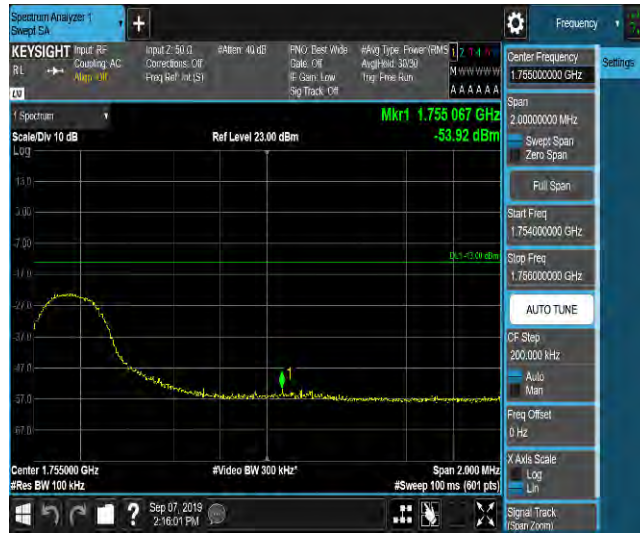 Spectrum Analyzer 1
Swept SA
Frequency
KEYSIGHT
RL
Input: RF
Coupling: AC
Align: Off
Input Z: 50 Ω
Corrections: Off
Freq Ref: Int (S)
#Atten: 40 dB
PNO: Best Wide
Gate: Off
IF Gain: Low
Sig Track: Off
#Avg Type: Power (RMS
Avg|Hold: 30/30
Trig: Free Run
M W W W W W
A A A A A A
LXI
1 Spectrum
Mkr1 1.755 067 GHz
Scale/Div 10 dB
Ref Level 23.00 dBm
-53.92 dBm
Log
13.0
3.00
-7.00
DL1 -13.00 dBm
-17.0
-27.0
-37.0
-47.0
1
-57.0
-67.0
Center 1.755000 GHz
#Video BW 300 kHz*
Span 2.000 MHz
#Res BW 100 kHz
#Sweep 100 ms (601 pts)
Sep 07, 2019
2:16:01 PM
Center Frequency
1.755000000 GHz
Settings
Span
2.00000000 MHz
Swept Span
Zero Span
Full Span
Start Freq
1.754000000 GHz
Stop Freq
1.756000000 GHz
AUTO TUNE
CF Step
200.000 kHz
Auto
Man
Freq Offset
0 Hz
X Axis Scale
Log
Lin
Signal Track
(Span Zoom)